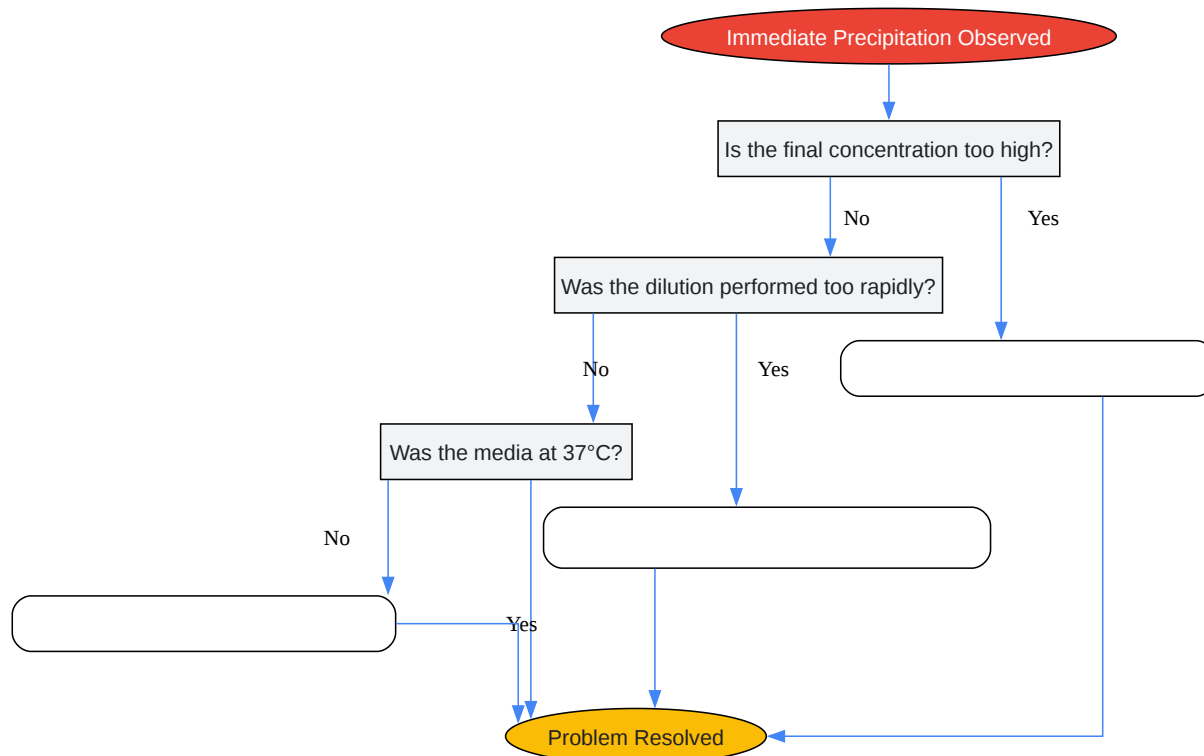 Immediate Precipitation Observed
Is the final concentration too high?
No
Yes
Was the dilution performed too rapidly?
No
Yes
Was the media at 37°C?
No
Yes
Problem Resolved